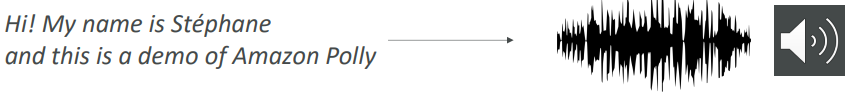 Hi! My name is Stéphane
and this is a demo of Amazon Polly